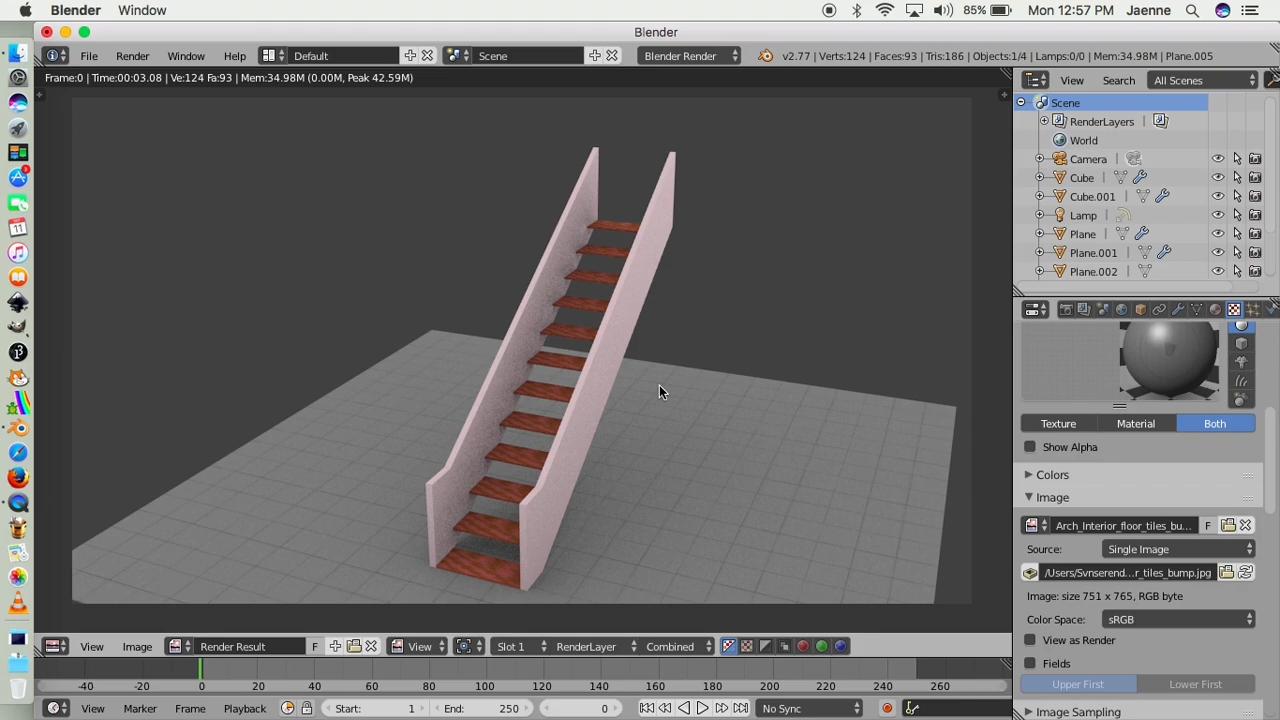 Blender Window 85% Mon 12:57 PM Jaenne
Blender
File Render Window Help Default Scene Blender Render v2.77 | Verts:124 | Faces:93 | Tris:186 | Objects:1/4 | Lamps:0/0 | Mem:34.98M | Plane.005
Frame:0 | Time:00:03.08 | Ve:124 Fa:93 | Mem:34.98M (0.00M, Peak 42.59M)
View Search All Scenes
Scene
RenderLayers |
World
Camera |
Cube |
Cube.001 |
Lamp |
Plane |
Plane.001 |
Plane.002 |
Texture Material Both
Show Alpha
Colors
Image
Arch_Interior_floor_tiles_bu... F
Source: Single Image
/Users/Svnserend...r_tiles_bump.jpg
Image: size 751 x 765, RGB byte
Color Space: sRGB
View as Render
Fields
Upper First Lower First
Image Sampling
View Image Render Result F View Slot 1 RenderLayer Combined
-40 -20 0 20 40 60 80 100 120 140 160 180 200 220 240 260
View Marker Frame Playback Start: 1 End: 250 0 No Sync